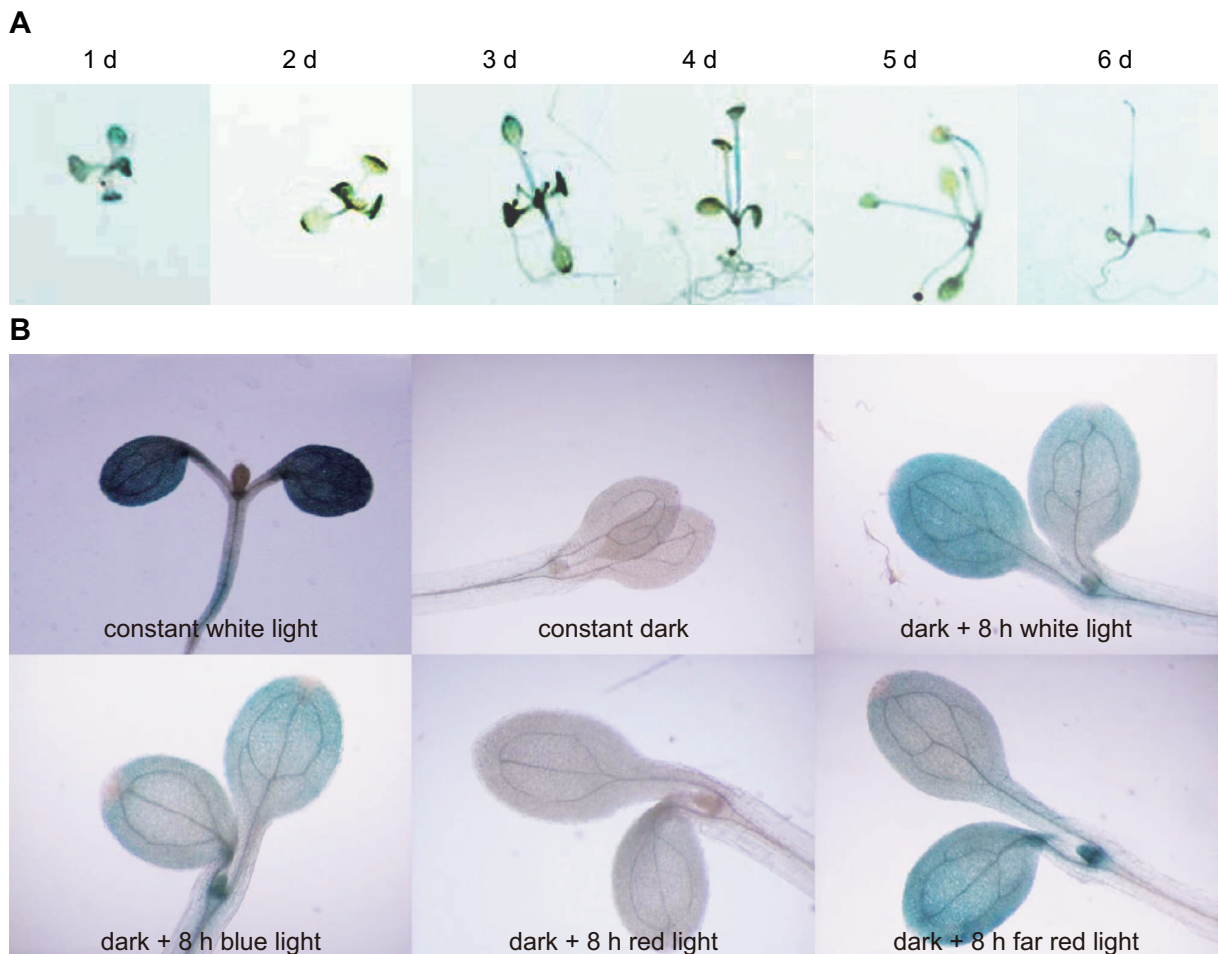 A
1 d 2 d 3 d 4 d 5 d 6 d
B
constant white light constant dark dark + 8 h white light
dark + 8 h blue light dark + 8 h red light dark + 8 h far red light